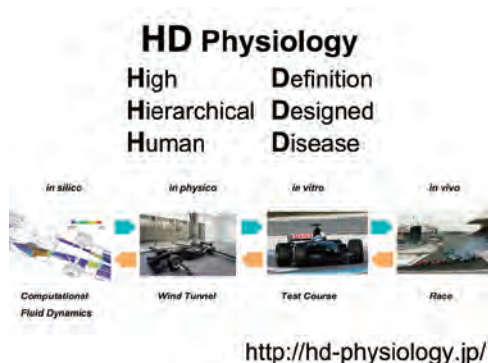 HD Physiology
High Definition
Hierarchical Designed
Human Disease
in silico in physico in vitro in vivo
Computational Fluid Dynamics Wind Tunnel Test Course Race
http://hd-physiology.jp/